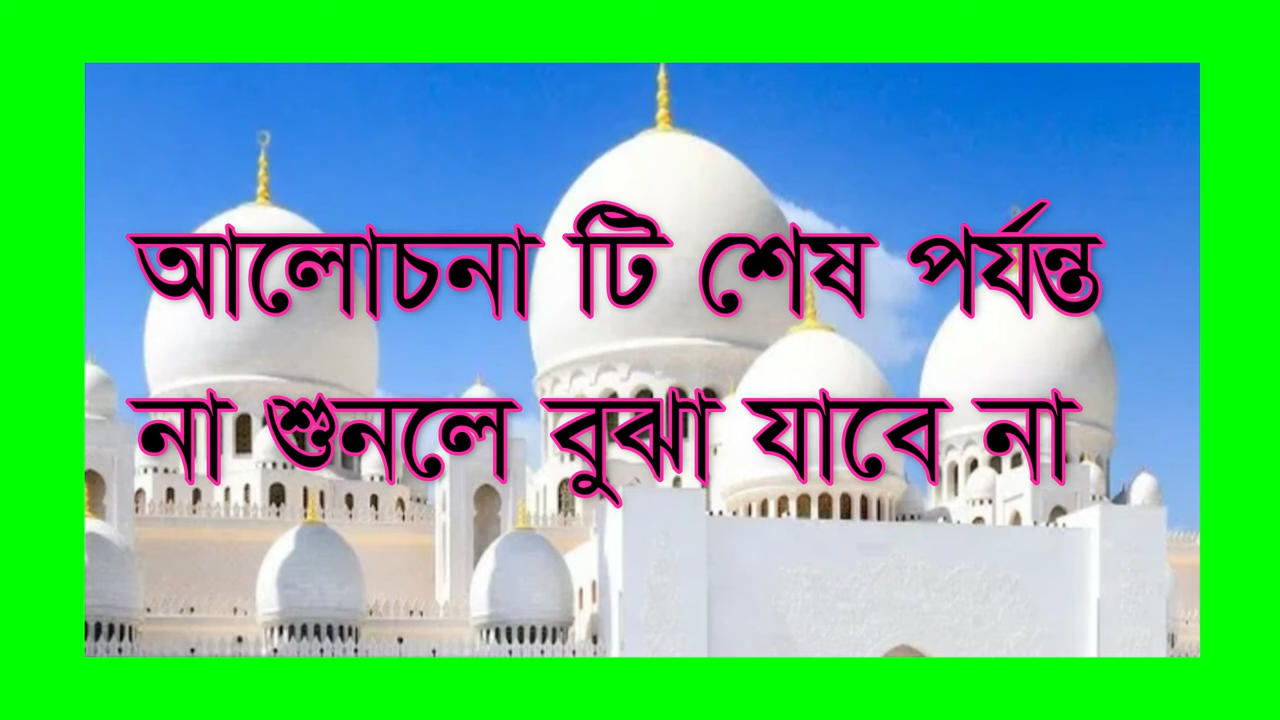 আলোচনা টি শেষ পর্যন্ত
না শুনলে বুঝা যাবে না